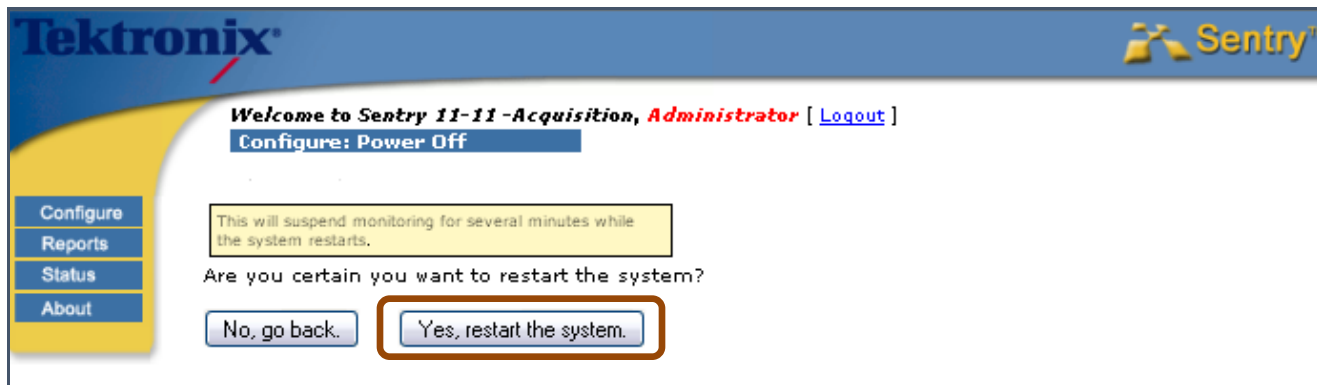 Tektronix®
Sentry™
Welcome to Sentry 11-11 -Acquisition, Administrator [ Logout ]
Configure: Power Off
Configure
Reports
Status
About
This will suspend monitoring for several minutes while
the system restarts.
Are you certain you want to restart the system?
No, go back.
Yes, restart the system.